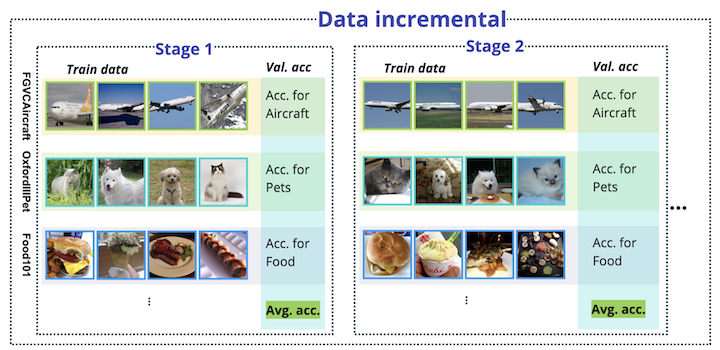 Data incremental
Stage 1
Train data
Val. acc
FGVCAircraft
Acc. for
Aircraft
OxfordIIIPet
Acc. for
Pets
Food101
Acc. for
Food
⋮
Avg. acc.
Stage 2
Train data
Val. acc
Acc. for
Aircraft
Acc. for
Pets
Acc. for
Food
⋮
Avg. acc.
...